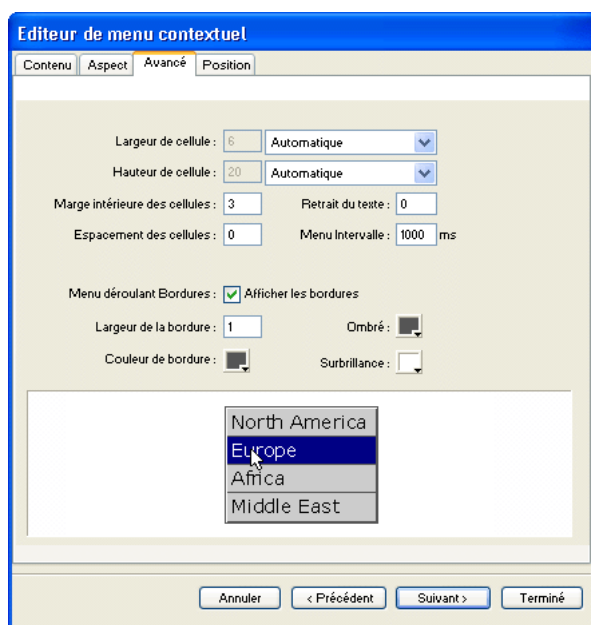 Editeur de menu contextuel
Contenu Aspect Avancé Position
Largeur de cellule : 6 Automatique
Hauteur de cellule : 20 Automatique
Marge intérieure des cellules : 3 Retrait du texte : 0
Espacement des cellules : 0 Menu Intervalle : 1000 ms
Menu déroulant Bordures : Afficher les bordures
Largeur de la bordure : 1 Ombré :
Couleur de bordure : Surbrillance :
North America
Europe
Africa
Middle East
Annuler < Précédent Suivant > Terminé